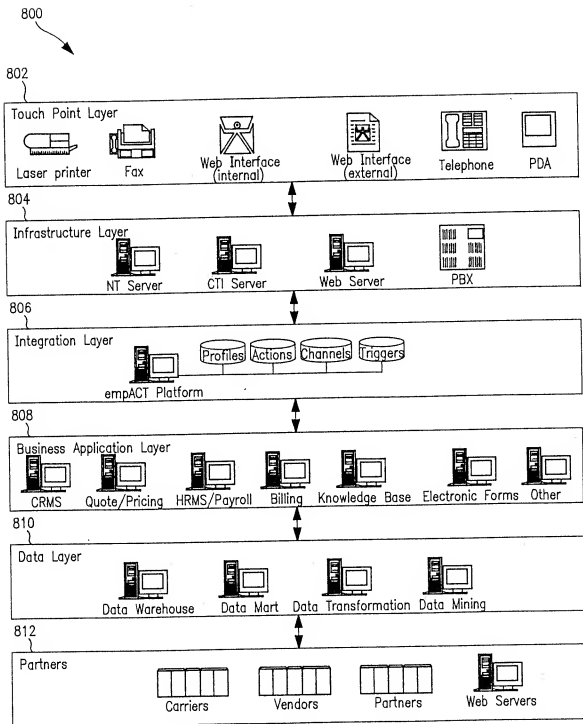 800
802
Touch Point Layer
Laser printer
Fax
Web Interface
(internal)
Web Interface
(external)
Telephone
PDA
804
Infrastructure Layer
NT Server
CTI Server
Web Server
PBX
806
Integration Layer
Profiles
Actions
Channels
Triggers
empACT Platform
808
Business Application Layer
CRMS
Quote/Pricing
HRMS/Payroll
Billing
Knowledge Base
Electronic Forms
Other
810
Data Layer
Data Warehouse
Data Mart
Data Transformation
Data Mining
812
Partners
Carriers
Vendors
Partners
Web Servers